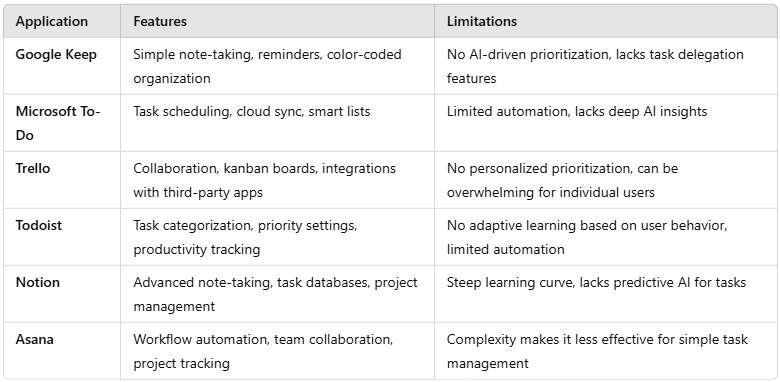 Application Features Limitations
Google Keep Simple note-taking, reminders, color-coded No AI-driven prioritization, lacks task delegation
organization features
Microsoft To- Task scheduling, cloud sync, smart lists Limited automation, lacks deep AI insights
Do
Trello Collaboration, kanban boards, integrations No personalized prioritization, can be
with third-party apps overwhelming for individual users
Todoist Task categorization, priority settings, No adaptive learning based on user behavior,
productivity tracking limited automation
Notion Advanced note-taking, task databases, project Steep learning curve, lacks predictive AI for tasks
management
Asana Workflow automation, team collaboration, Complexity makes it less effective for simple task
project tracking management